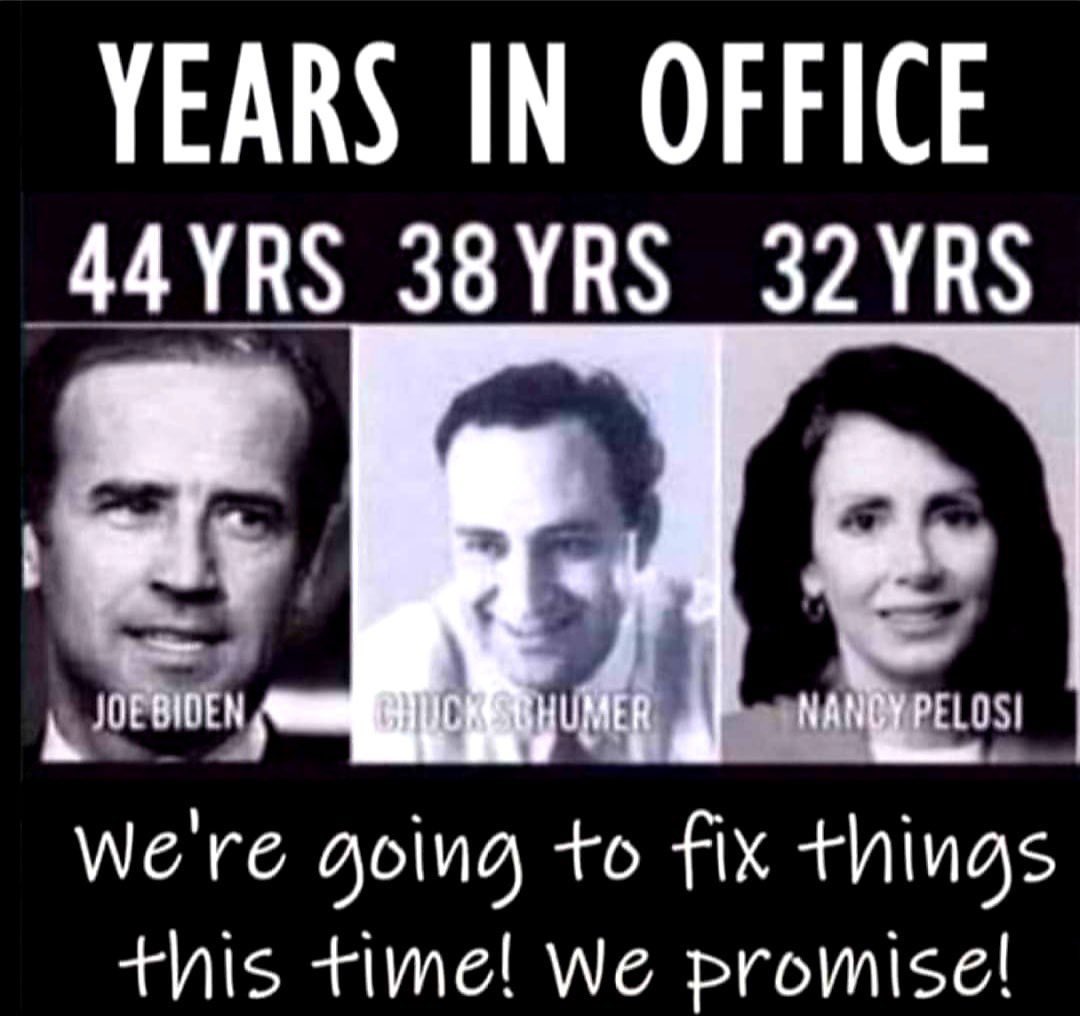 YEARS IN OFFICE
44 YRS 38 YRS 32 YRS
JOE BIDEN CHUCK SCHUMER NANCY PELOSI
We're going to fix things
this time! We promise!